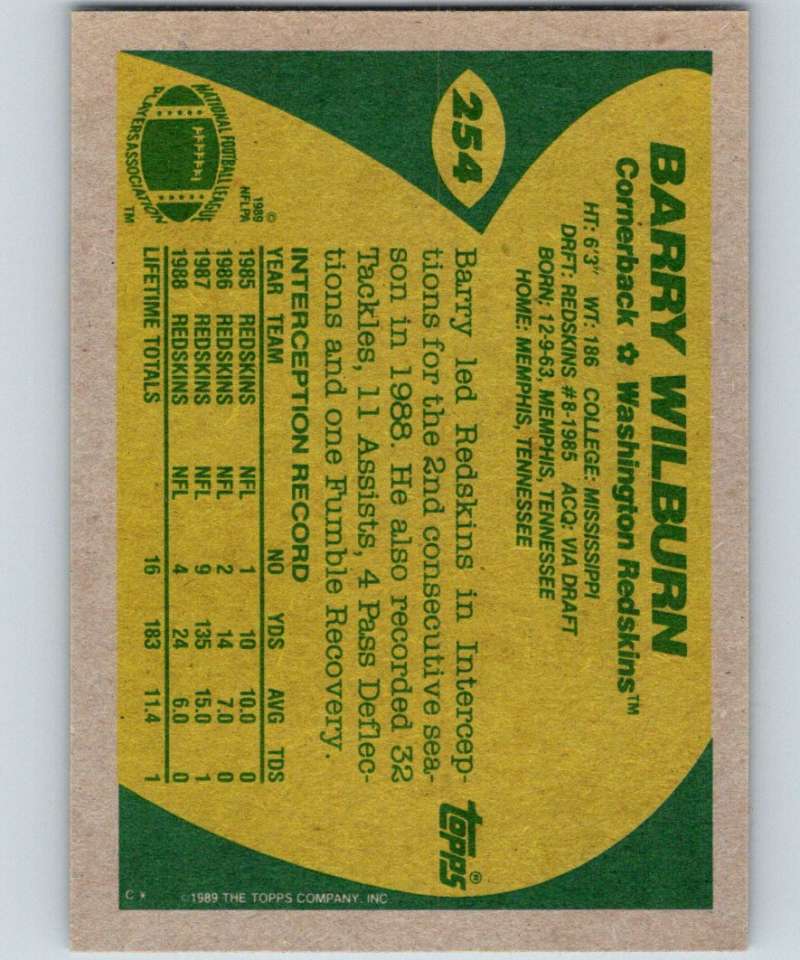 254
BARRY WILBURN
Cornerback ✩ Washington Redskins™
HT: 6'3" WT: 186 COLLEGE: MISSISSIPPI
DRFT: REDSKINS #8-1985 ACQ: VIA DRAFT
BORN: 12-9-63, MEMPHIS, TENNESSEE
HOME: MEMPHIS, TENNESSEE
Barry led Redskins in Intercep-
tions for the 2nd consecutive sea-
son in 1988. He also recorded 32
Tackles, 11 Assists, 4 Pass Deflec-
tions and one Fumble Recovery.
INTERCEPTION RECORD
YEAR TEAM NO YDS AVG TDS
1985 REDSKINS NFL 1 10 10.0 0
1986 REDSKINS NFL 2 14 7.0 0
1987 REDSKINS NFL 9 135 15.0 1
1988 REDSKINS NFL 4 24 6.0 0
LIFETIME TOTALS 16 183 11.4 1
NATIONAL FOOTBALL LEAGUE
PLAYERS ASSOCIATION
TM
©
1989
NFLPA
topps®
C *
©1989 THE TOPPS COMPANY, INC